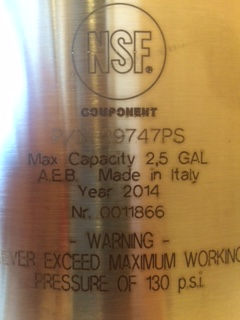 NSF®
COMPONENT
P/N 9747PS
Max Capacity 2,5 GAL
A.E.B. Made in Italy
Year 2014
Nr. 0011866
- WARNING -
EVER EXCEED MAXIMUM WORKING
PRESSURE OF 130 p.s.i.